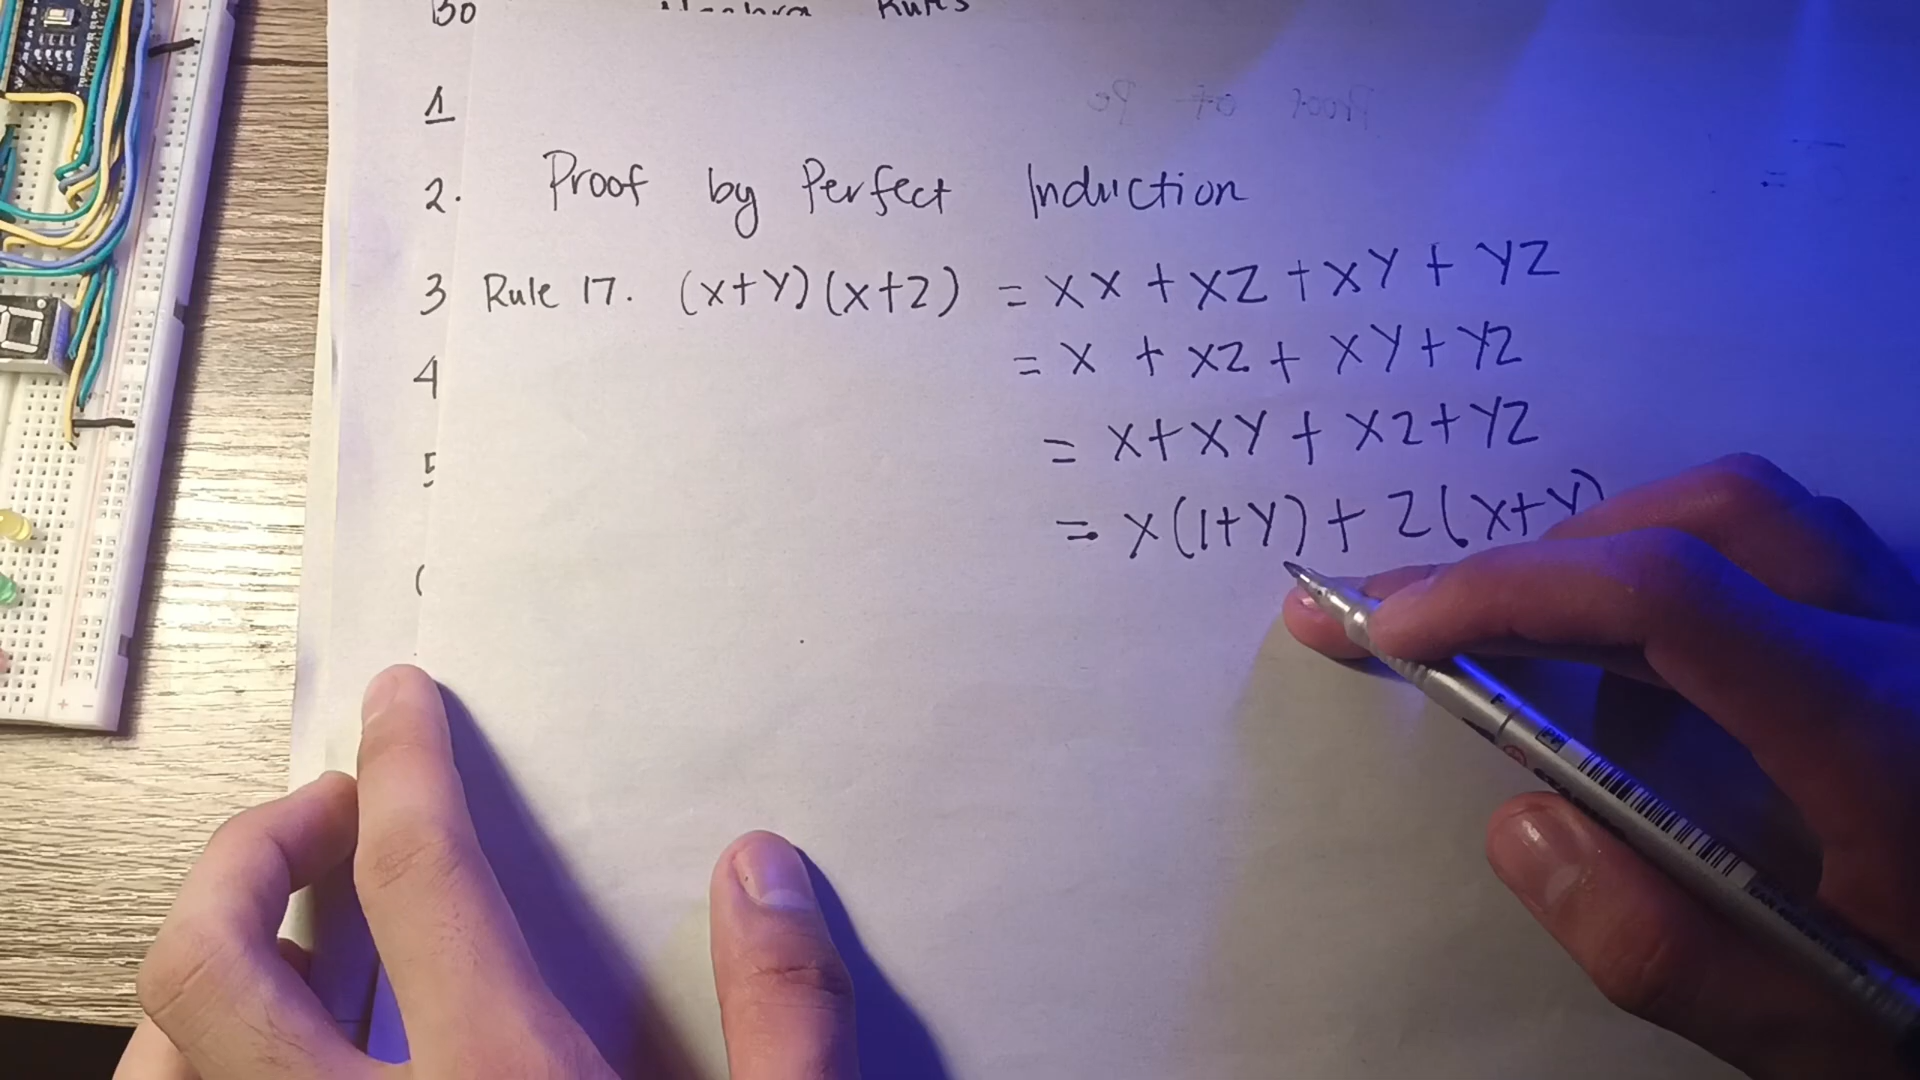 1
2. Proof by Perfect Induction
3 Rule 17. (X+Y)(X+Z) = XX + XZ + XY + YZ
4 = X + XZ + XY + YZ
= X+XY + XZ+YZ
5
= X(1+Y) + Z(X+Y)
(